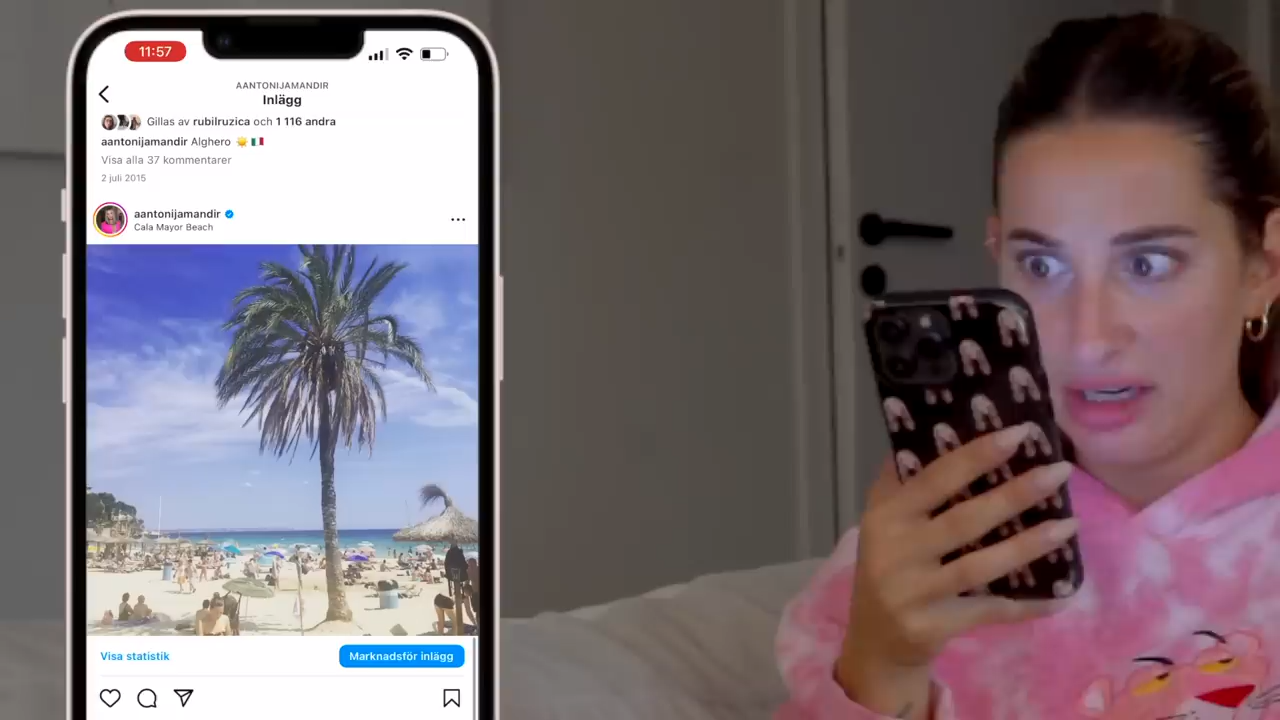 11:57
AANTONIJAMANDIR
Inlägg
Gillas av rubilruzica och 1 116 andra
aantonijamandir Alghero ☀️🇮🇹
Visa alla 37 kommentarer
2 juli 2015
aantonijamandir
Cala Mayor Beach
Visa statistik
Marknadsför inlägg